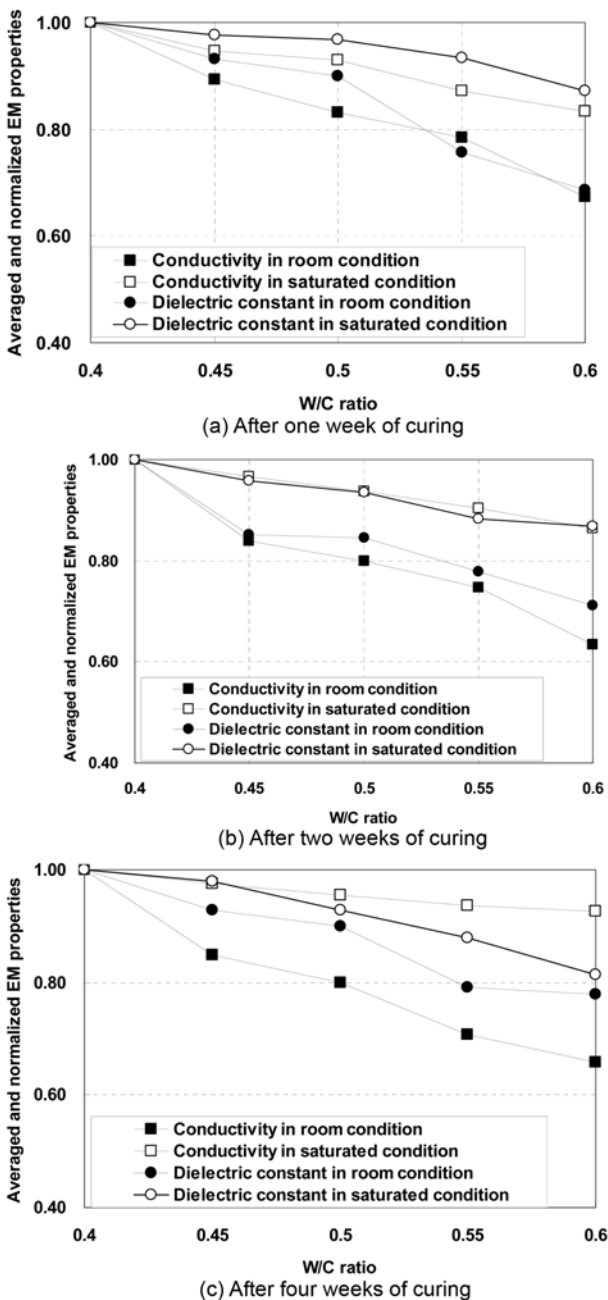 Averaged and normalized EM properties
1.00
0.80
0.60
0.40
Conductivity in room condition
Conductivity in saturated condition
Dielectric constant in room condition
Dielectric constant in saturated condition
0.4 0.45 0.5 0.55 0.6
W/C ratio
(a) After one week of curing
Averaged and normalized EM properties
1.00
0.80
0.60
0.40
Conductivity in room condition
Conductivity in saturated condition
Dielectric constant in room condition
Dielectric constant in saturated condition
0.4 0.45 0.5 0.55 0.6
W/C ratio
(b) After two weeks of curing
Averaged and normalized EM properties
1.00
0.80
0.60
0.40
Conductivity in room condition
Conductivity in saturated condition
Dielectric constant in room condition
Dielectric constant in saturated condition
0.4 0.45 0.5 0.55 0.6
W/C ratio
(c) After four weeks of curing